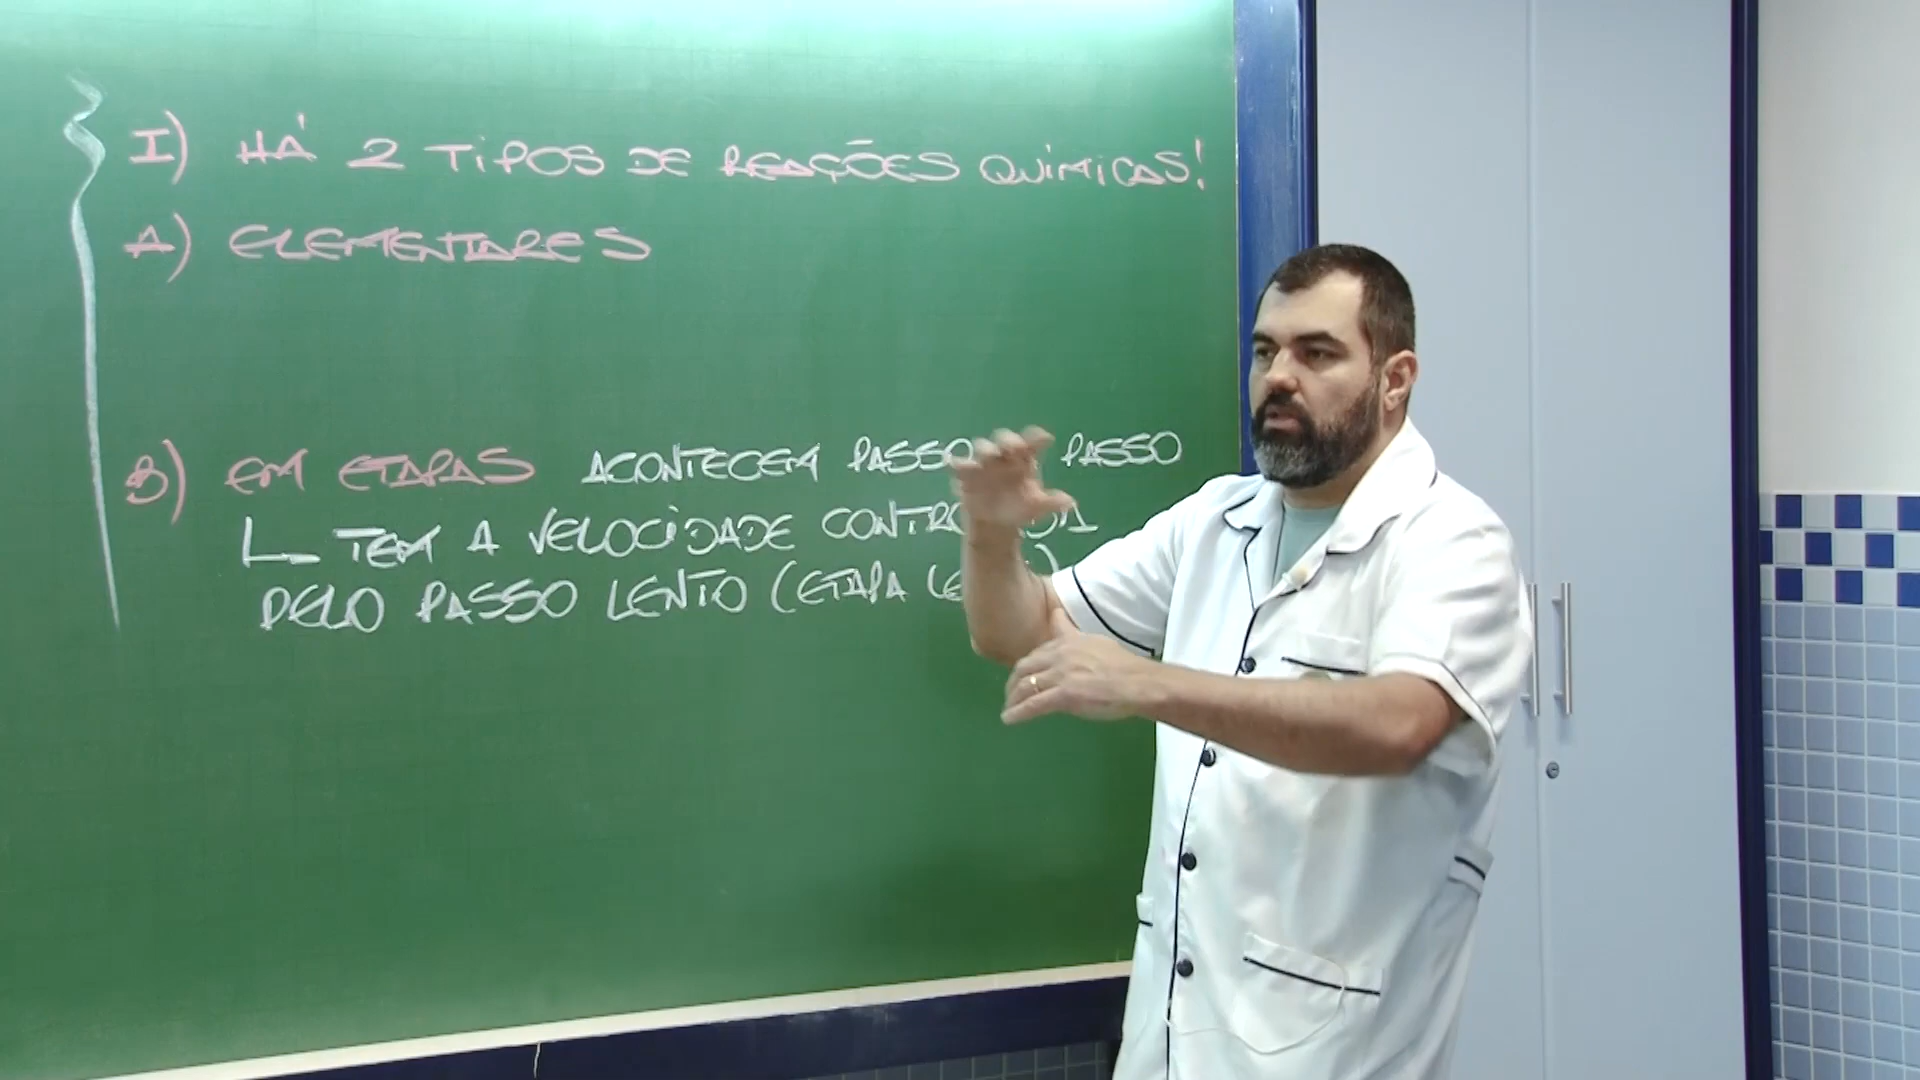 I) HÁ 2 TIPOS DE REAÇÕES QUÍMICAS!
A) ELEMENTARES
B) EM ETAPAS ACONTECEM PASSO PASSO
TEM A VELOCIDADE
PELO PASSO LENTO (ETAPA